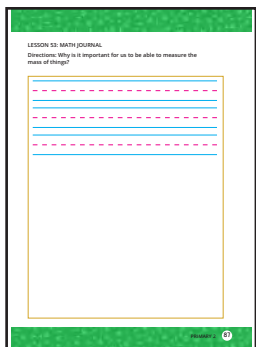 LESSON 53: MATH JOURNAL
Directions: Why is it important for us to be able to measure the
mass of things?
PRIMARY 2 87